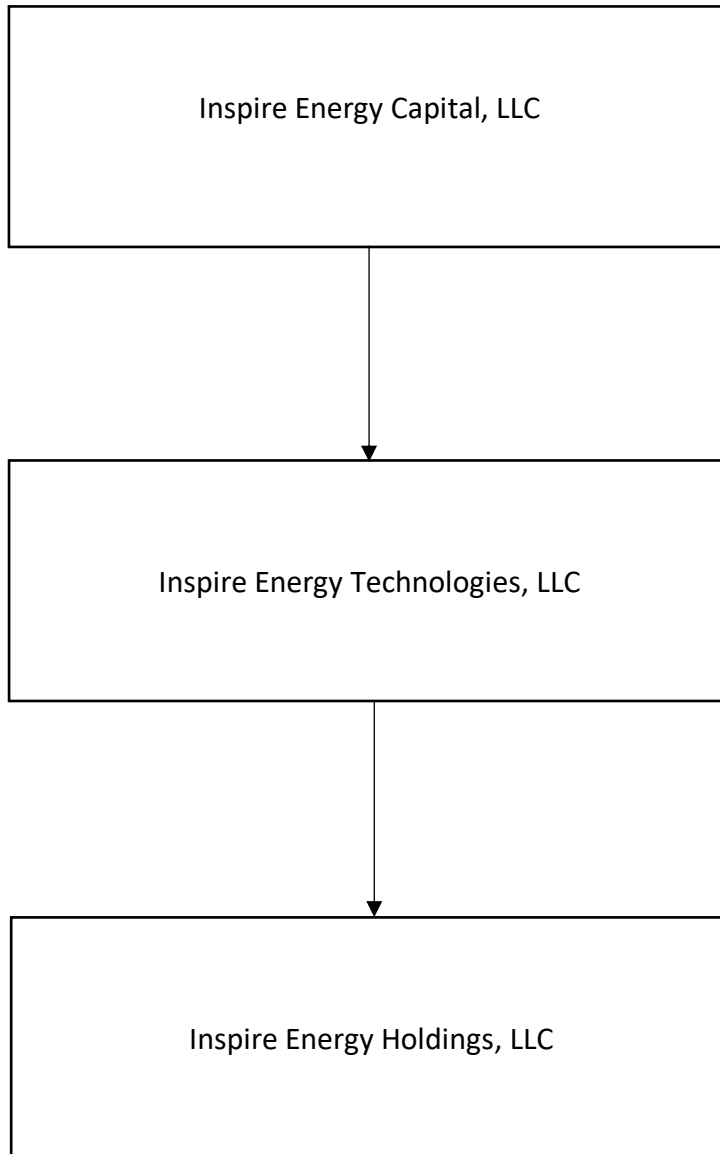 Inspire Energy Capital, LLC
Inspire Energy Technologies, LLC
Inspire Energy Holdings, LLC